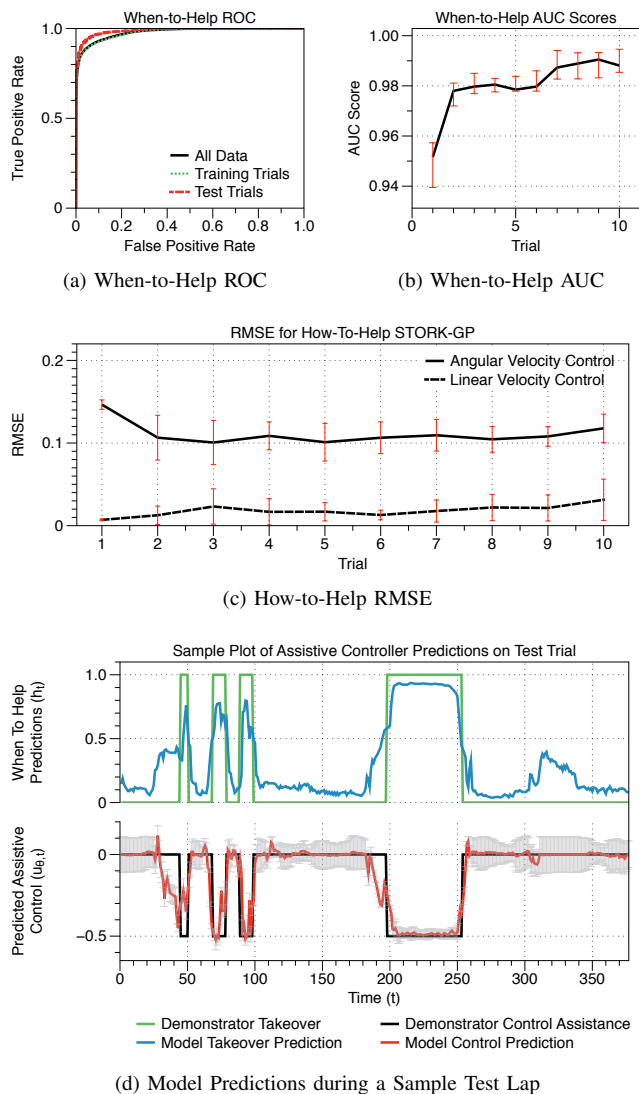 When-to-Help ROC
1.0
0.5
0
0
0.2
0.4
0.6
0.8
1.0
True Positive Rate
False Positive Rate
All Data
Training Trials
Test Trials
(a) When-to-Help ROC
When-to-Help AUC Scores
1.00
0.98
0.96
0.94
0
5
10
AUC Score
Trial
(b) When-to-Help AUC
RMSE for How-To-Help STORK-GP
0.2
0.1
0
RMSE
Angular Velocity Control
Linear Velocity Control
1
2
3
4
5
6
7
8
9
10
Trial
(c) How-to-Help RMSE
Sample Plot of Assistive Controller Predictions on Test Trial
When To Help
Predictions (hₜ)
1.0
0.5
0
Predicted Assistive
Control (u_θ,t)
0
−0.5
0
50
100
150
200
250
300
350
Time (t)
Demonstrator Takeover
Model Takeover Prediction
Demonstrator Control Assistance
Model Control Prediction
(d) Model Predictions during a Sample Test Lap